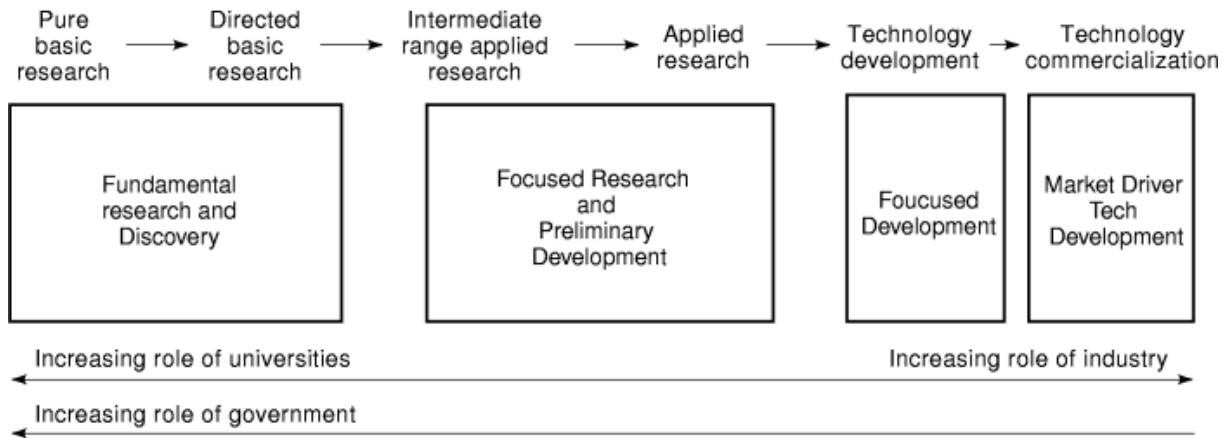 Pure
basic
research
Directed
basic
research
Intermediate
range applied
research
Applied
research
Technology
development
Technology
commercialization
Fundamental
research and
Discovery
Focused Research
and
Preliminary
Development
Foucused
Development
Market Driver
Tech
Development
Increasing role of universities
Increasing role of industry
Increasing role of government